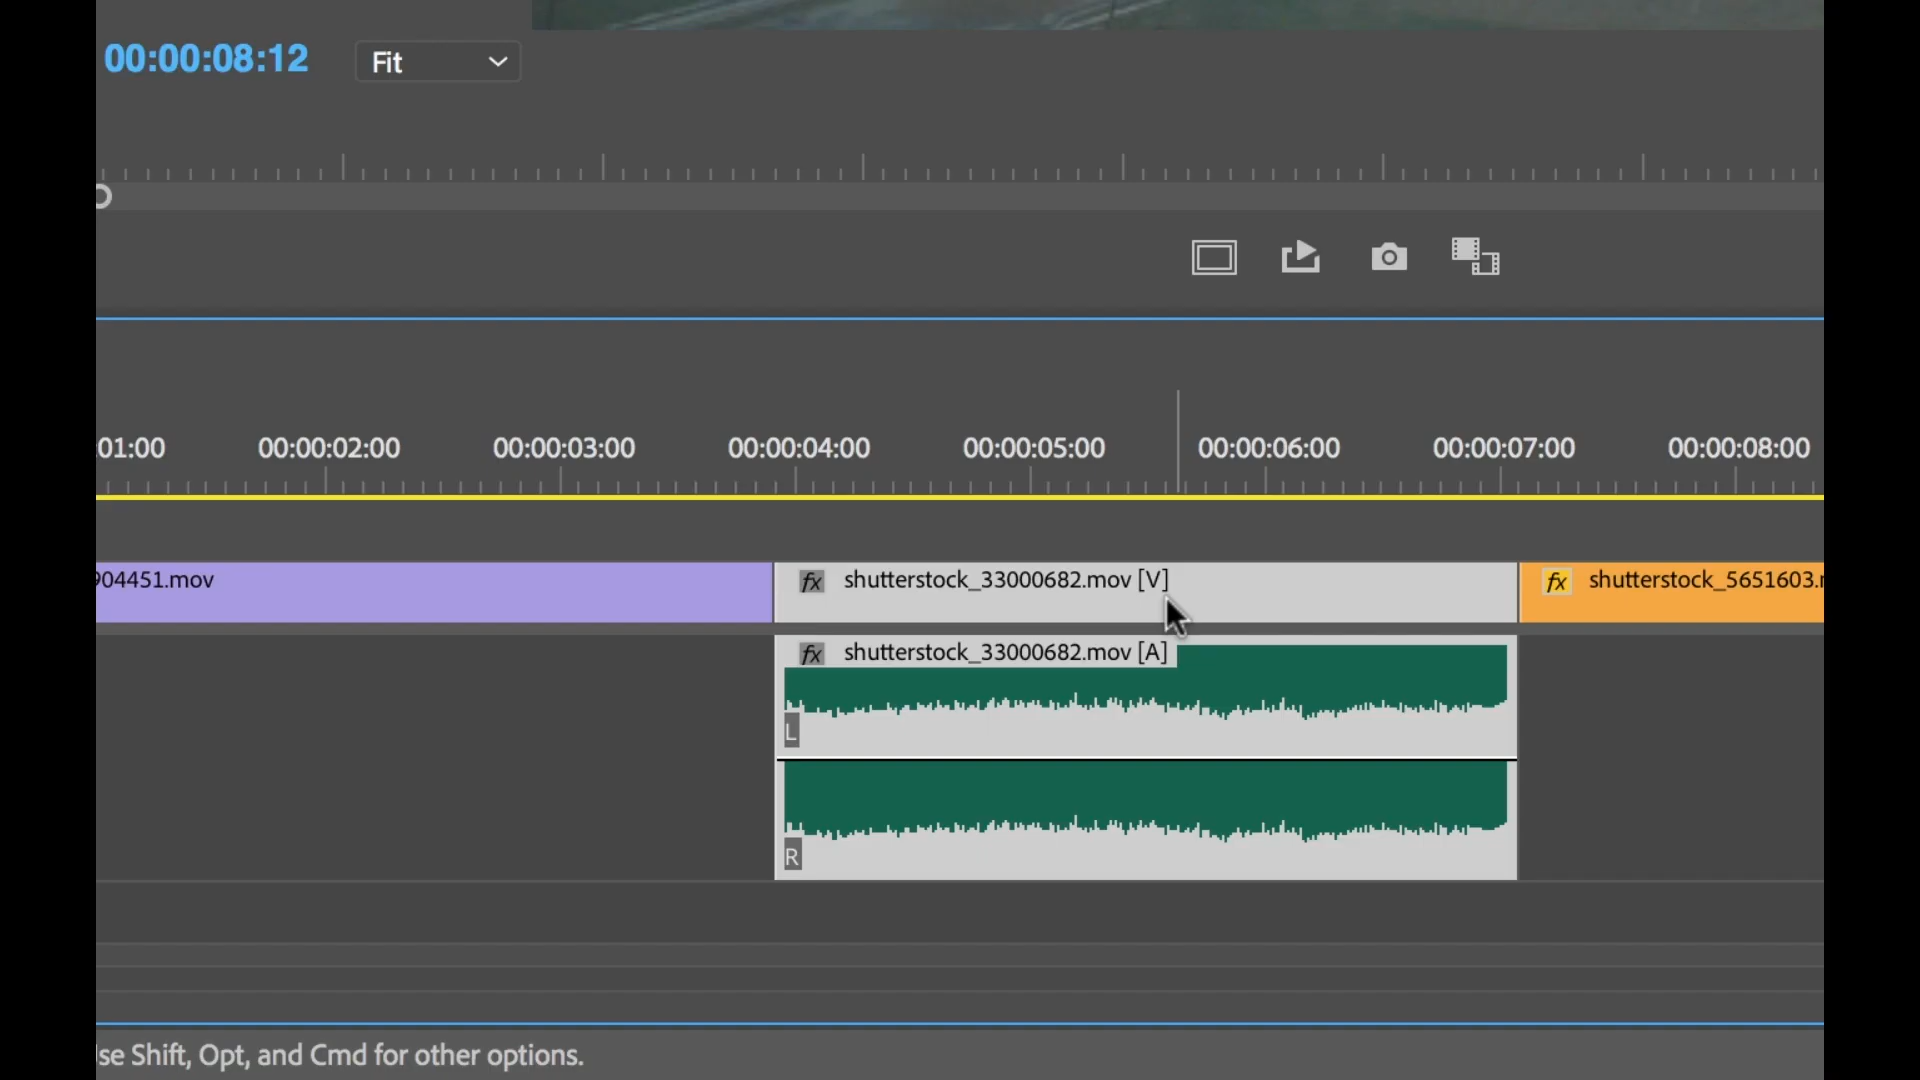 00:00:08:12 Fit
:01:00 00:00:02:00 00:00:03:00 00:00:04:00 00:00:05:00 00:00:06:00 00:00:07:00 00:00:08:00
904451.mov fx shutterstock_33000682.mov [V] fx shutterstock_5651603.m
fx shutterstock_33000682.mov [A]
L
R
se Shift, Opt, and Cmd for other options.